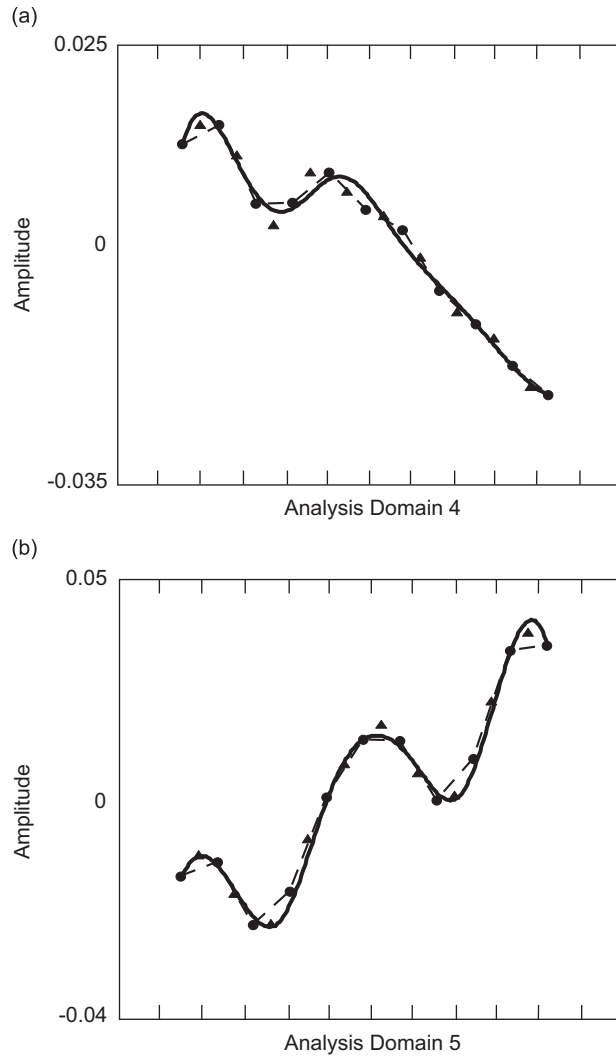 (a)
0.025
Amplitude
0
-0.035
Analysis Domain 4
(b)
0.05
Amplitude
0
-0.04
Analysis Domain 5